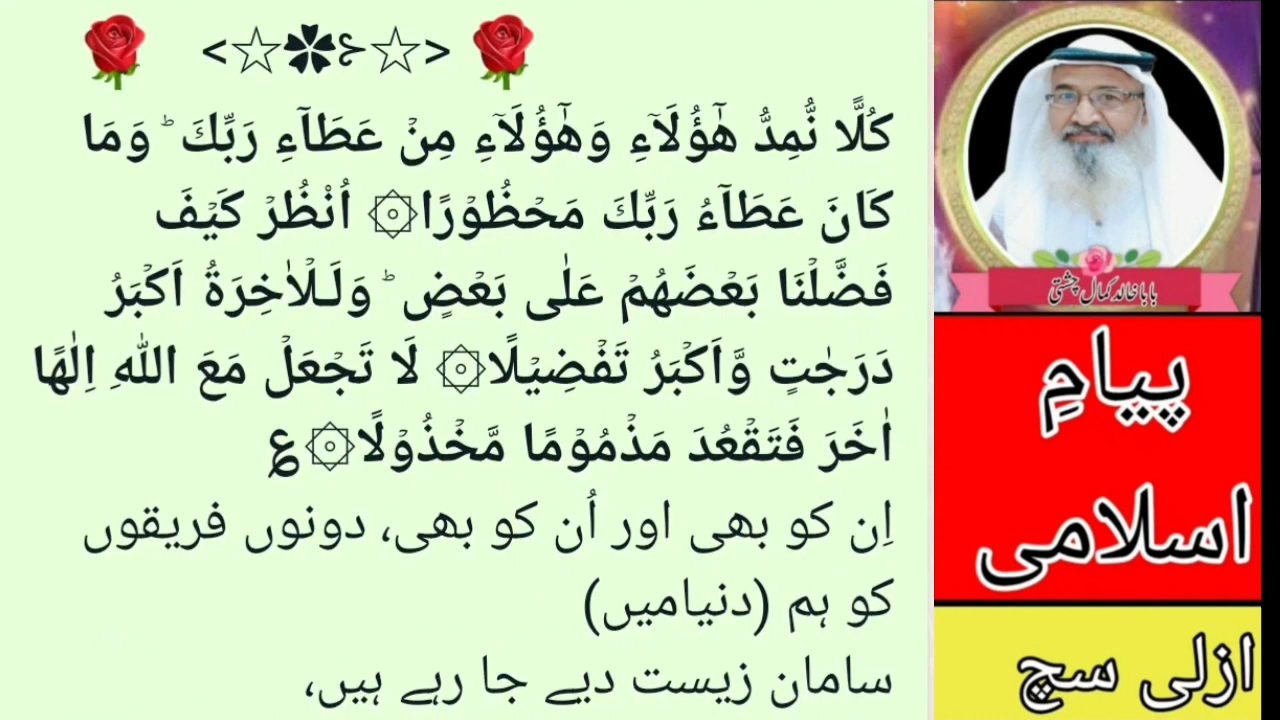 كُلًّا نُّمِدُّ هٰٓؤُلَآءِ وَهٰٓؤُلَآءِ مِنۡ عَطَآءِ رَبِّكَ‌ ؕ وَمَا
كَانَ عَطَآءُ رَبِّكَ مَحۡظُوۡرًا۞ اُنْظُرۡ كَيۡفَ
فَضَّلۡنَا بَعۡضَهُمۡ عَلٰى بَعۡضٍ‌ ؕ وَلَـلۡاٰخِرَةُ اَكۡبَرُ
دَرَجٰتٍ وَّاَكۡبَرُ تَفۡضِيۡلًا۞ لَا تَجۡعَلۡ مَعَ اللّٰهِ اِلٰهًا
اٰخَرَ فَتَقۡعُدَ مَذۡمُوۡمًا مَّخۡذُوۡلًا۞ ؏
اِن کو بھی اور اُن کو بھی، دونوں فریقوں
کو ہم (دنیامیں)
سامان زیست دیے جا رہے ہیں،
بابا خالد کمال چشتی
پیامِ
اسلامی
ازلی سچ